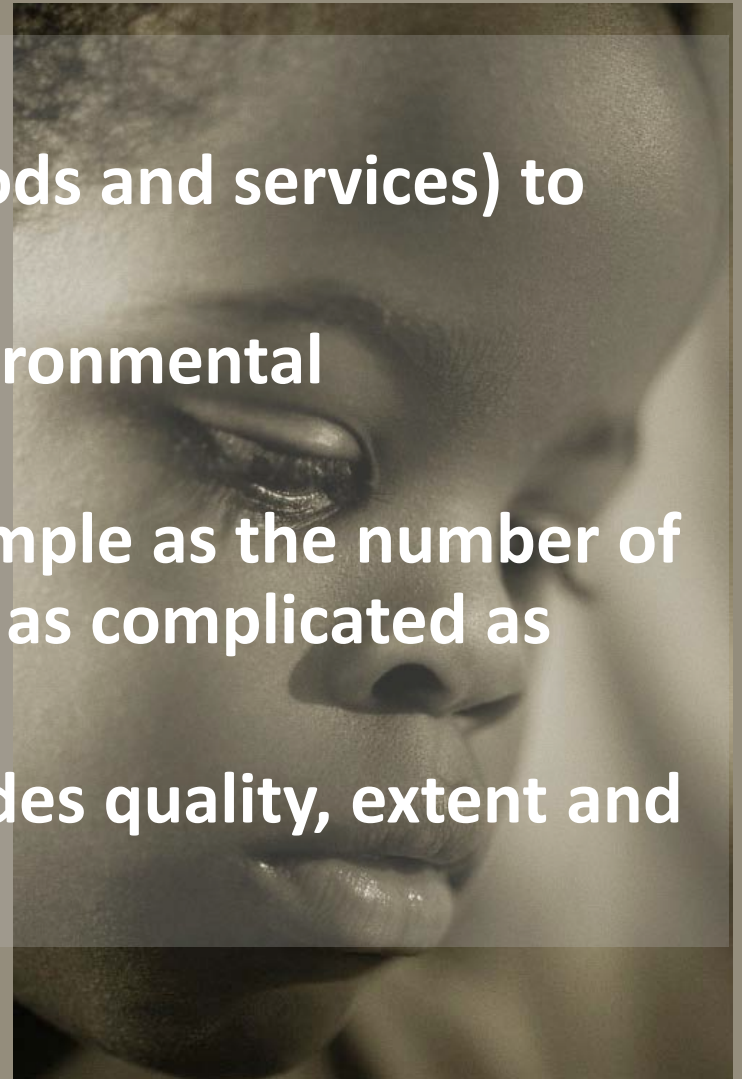 ods and services) to
ronmental
mple as the number of
as complicated as
des quality, extent and